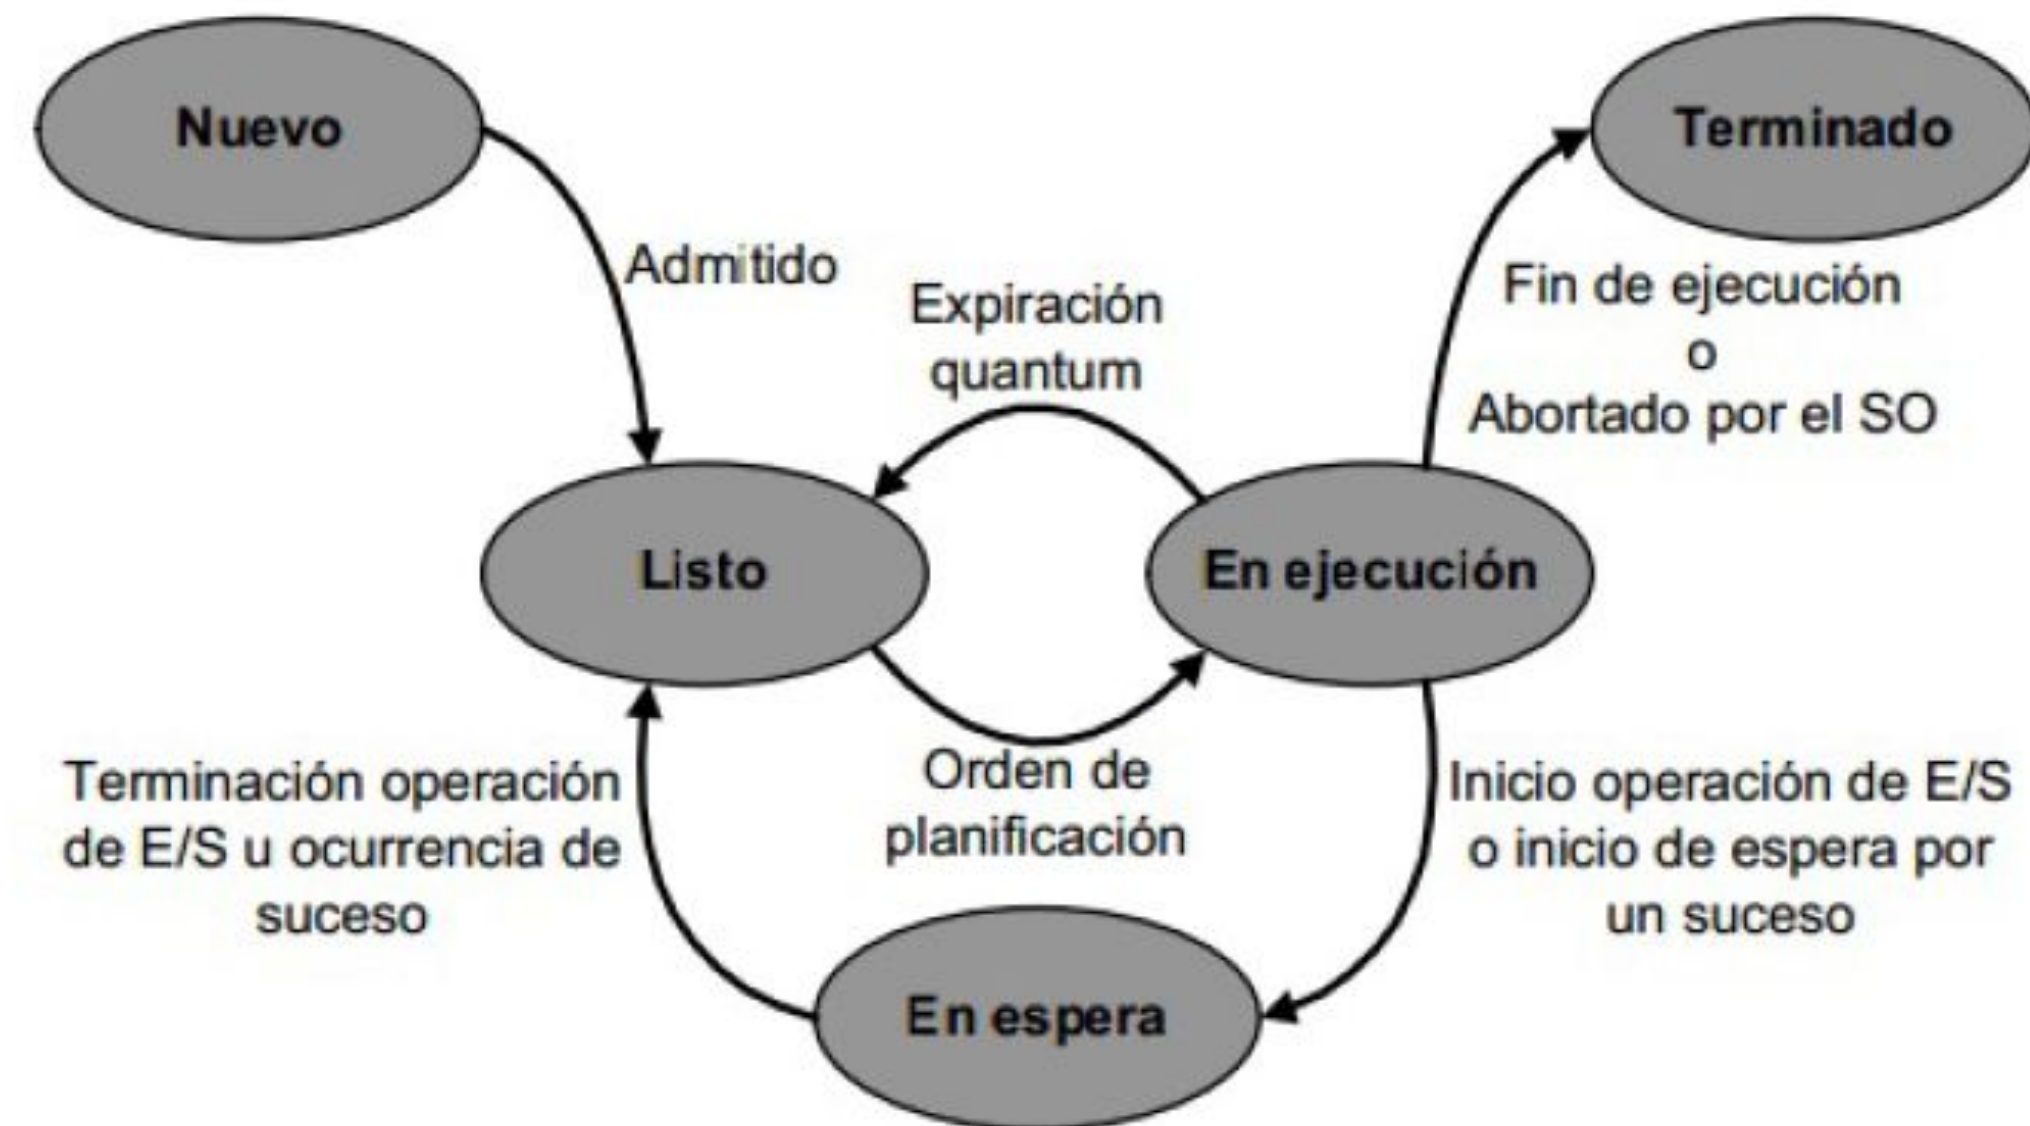 Nuevo
Terminado
Admitido
Expiración
quantum
Fin de ejecución
o
Abortado por el SO
Listo
En ejecución
Terminación operación
de E/S u ocurrencia de
suceso
Orden de
planificación
Inicio operación de E/S
o inicio de espera por
un suceso
En espera